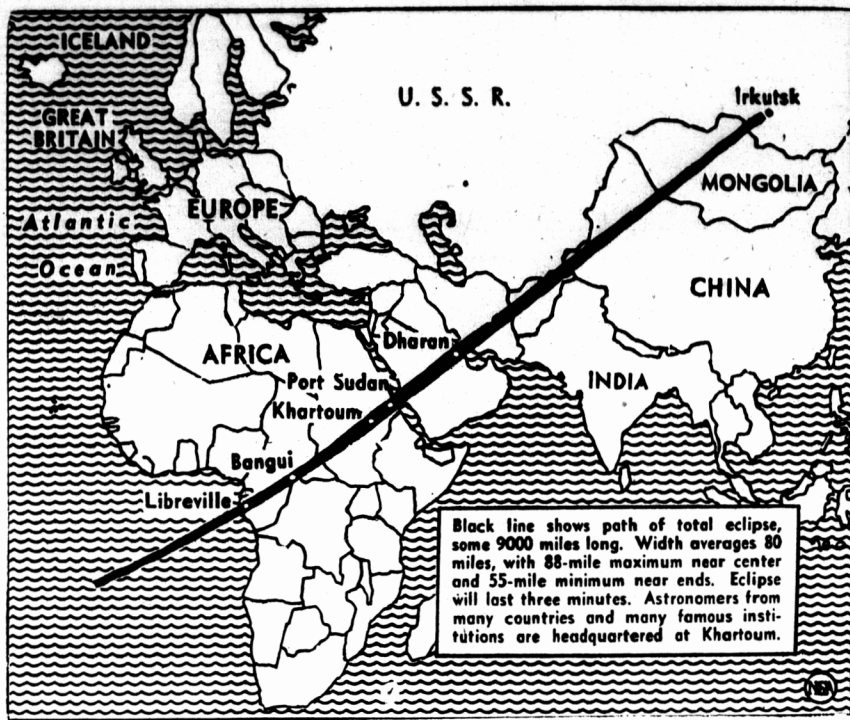 ICELAND
U. S. S. R.
Irkutsk
GREAT
BRITAIN
MONGOLIA
EUROPE
Atlantic
Ocean
CHINA
Dharan
AFRICA
Port Sudan
INDIA
Khartoum
Bangui
Libreville
Black line shows path of total eclipse,
some 9000 miles long. Width averages 80
miles, with 88-mile maximum near center
and 55-mile minimum near ends. Eclipse
will last three minutes. Astronomers from
many countries and many famous insti-
tutions are headquartered at Khartoum.
NEA